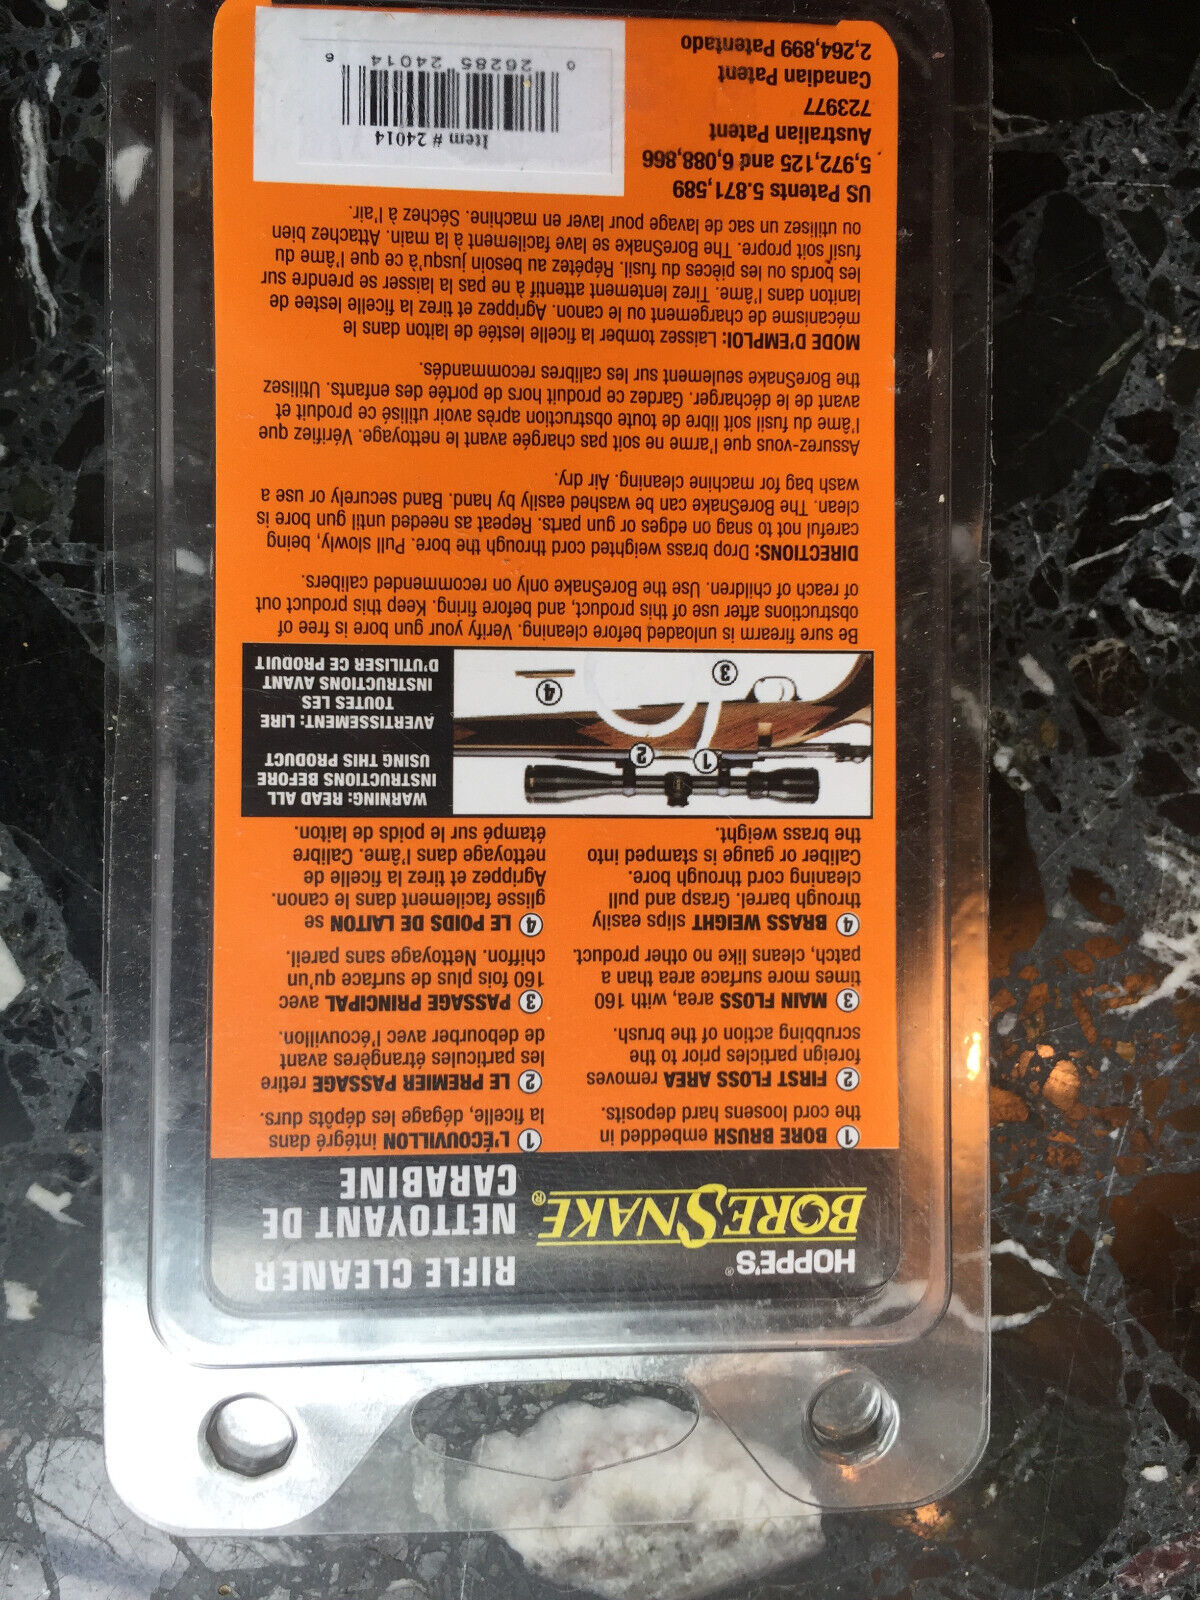 HOPPE'S®
BORESNAKE®
RIFLE CLEANER
NETTOYANT DE
CARABINE
① BORE BRUSH embedded in
the cord loosens hard deposits.
② FIRST FLOSS AREA removes
foreign particles prior to the
scrubbing action of the brush.
③ MAIN FLOSS area, with 160
times more surface area than a
patch, cleans like no other product.
④ BRASS WEIGHT slips easily
through barrel. Grasp and pull
cleaning cord through bore.
Caliber or gauge is stamped into
the brass weight.
① L'ÉCOUVILLON intégré dans
la ficelle, dégage, les dépôts durs.
② LE PREMIER PASSAGE retire
les particules étrangères avant
de debourber avec l'écouvillon.
③ PASSAGE PRINCIPAL avec
160 fois plus de surface qu'un
chiffon. Nettoyage sans pareil.
④ LE POIDS DE LAITON se
glisse facilement dans le canon.
Agrippez et tirez la ficelle de
nettoyage dans l'âme. Calibre
étampé sur le poids de laiton.
① ② ③ ④
WARNING: READ ALL
INSTRUCTIONS BEFORE
USING THIS PRODUCT
AVERTISSEMENT: LIRE
TOUTES LES
INSTRUCTIONS AVANT
D'UTILISER CE PRODUIT
Be sure firearm is unloaded before cleaning. Verify your gun bore is free of
obstructions after use of this product, and before firing. Keep this product out
of reach of children. Use the BoreSnake only on recommended calibers.
DIRECTIONS: Drop brass weighted cord through the bore. Pull slowly, being
careful not to snag on edges or gun parts. Repeat as needed until gun bore is
clean. The BoreSnake can be washed easily by hand. Band securely or use a
wash bag for machine cleaning. Air dry.
Assurez-vous que l'arme ne soit pas chargée avant le nettoyage. Vérifiez que
l'âme du fusil soit libre de toute obstruction après avoir utilisé ce produit et
avant de le décharger. Gardez ce produit hors de portée des enfants. Utilisez
the BoreSnake seulement sur les calibres recommandés.
MODE D'EMPLOI: Laissez tomber la ficelle lestée de laiton dans le
mécanisme de chargement ou le canon. Agrippez et tirez la ficelle lestee de
laniton dans l'âme. Tirez lentement attentif à ne pas la laisser se prendre sur
les bords ou les pièces du fusil. Répétez au besoin jusqu'à ce que l'âme du
fusil soit propre. The BoreSnake se lave facilement à la main. Attachez bien
ou utilisez un sac de lavage pour laver en machine. Séchez à l'air.
US Patents 5.871,589
5,972,125 and 6,088,866
Australian Patent
723977
Canadian Patent
2,264,899 Patentado
Item # 24014
0 26285 24014 6